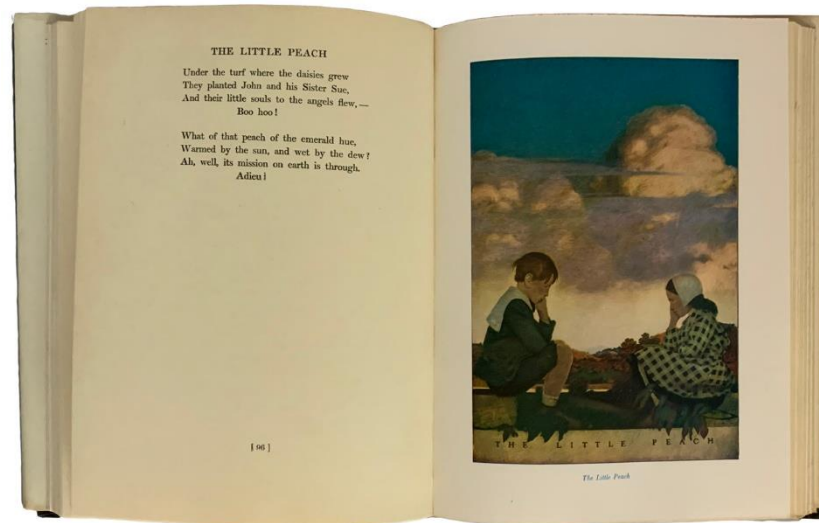 THE LITTLE PEACH
Under the turf where the daisies grew
They planted John and his Sister Sue,
And their little souls to the angels flew,—
Boo hoo!
What of that peach of the emerald hue,
Warmed by the sun, and wet by the dew?
Ah, well, its mission on earth is through.
Adieu!
[96]
THE LITTLE PEACH
The Little Peach